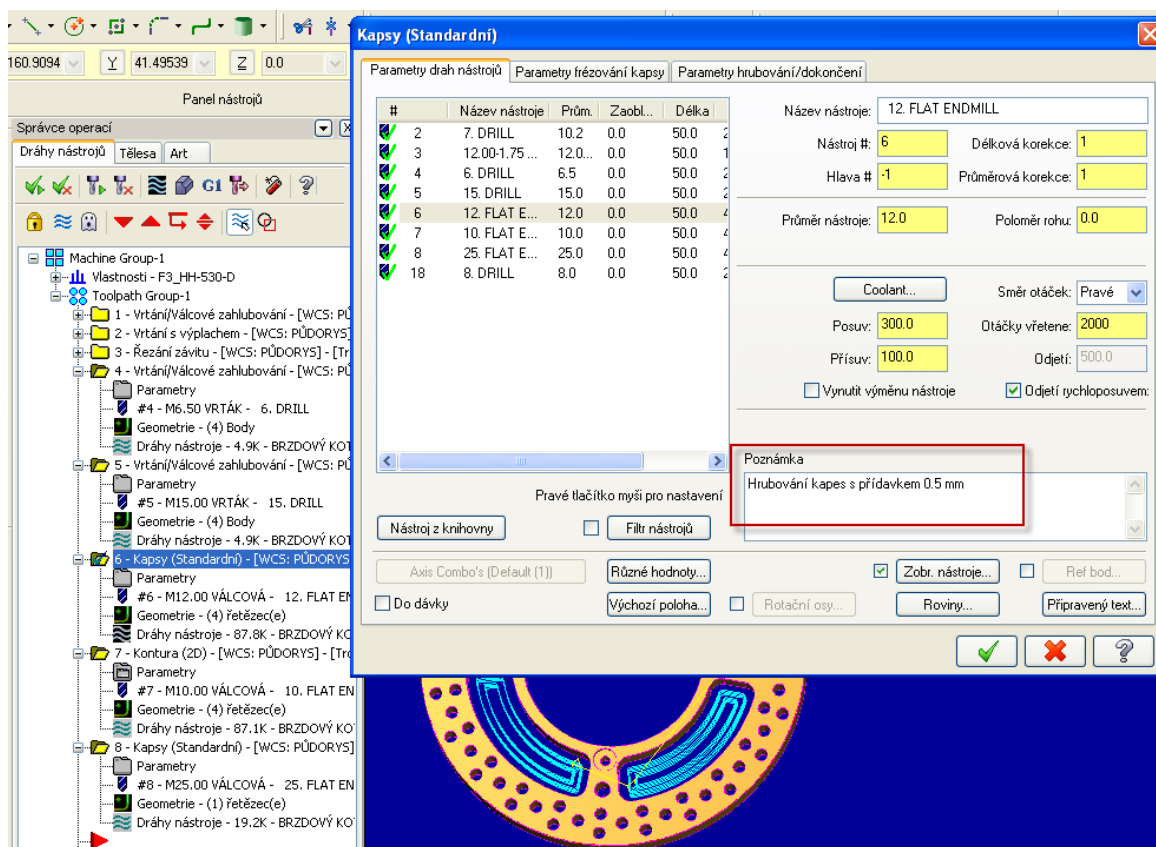 160.9094 Y 41.49539 Z 0.0
Panel nástrojů
Správce operací
Dráhy nástrojů Tělesa Art
G1
Machine Group-1
Vlastnosti - F3_HH-530-D
Toolpath Group-1
1 - Vrtání/Válcové zahlubování - [WCS: PŮ
2 - Vrtání s výplachem - [WCS: PŮDORYS]
3 - Řezání závitu - [WCS: PŮDORYS] - [Tr
4 - Vrtání/Válcové zahlubování - [WCS: PŮ
Parametry
#4 - M6.50 VRTÁK - 6. DRILL
Geometrie - (4) Body
Dráhy nástroje - 4.9K - BRZDOVÝ KOT
5 - Vrtání/Válcové zahlubování - [WCS: PŮ
Parametry
#5 - M15.00 VRTÁK - 15. DRILL
Geometrie - (4) Body
Dráhy nástroje - 4.9K - BRZDOVÝ KOT
6 - Kapsy (Standardní) - [WCS: PŮDORYS
Parametry
#6 - M12.00 VÁLCOVÁ - 12. FLAT EN
Geometrie - (4) řetězec(e)
Dráhy nástroje - 87.8K - BRZDOVÝ KO
7 - Kontura (2D) - [WCS: PŮDORYS] - [Tro
Parametry
#7 - M10.00 VÁLCOVÁ - 10. FLAT EN
Geometrie - (4) řetězec(e)
Dráhy nástroje - 87.1K - BRZDOVÝ KO
8 - Kapsy (Standardní) - [WCS: PŮDORYS]
Parametry
#8 - M25.00 VÁLCOVÁ - 25. FLAT EN
Geometrie - (1) řetězec(e)
Dráhy nástroje - 19.2K - BRZDOVÝ KO
Kapsy (Standardní)
Parametry drah nástrojů Parametry frézování kapsy Parametry hrubování/dokončení
# Název nástroje Prům. Zaobl... Délka
2 7. DRILL 10.2 0.0 50.0 2
3 12.00-1.75 ... 12.0... 0.0 50.0 1
4 6. DRILL 6.5 0.0 50.0 2
5 15. DRILL 15.0 0.0 50.0 2
6 12. FLAT E... 12.0 0.0 50.0 4
7 10. FLAT E... 10.0 0.0 50.0 4
8 25. FLAT E... 25.0 0.0 50.0 4
18 8. DRILL 8.0 0.0 50.0 2
Pravé tlačítko myši pro nastavení
Nástroj z knihovny Filtr nástrojů
Název nástroje: 12. FLAT ENDMILL
Nástroj #: 6 Délková korekce: 1
Hlava # -1 Průměrová korekce: 1
Průměr nástroje: 12.0 Poloměr rohu: 0.0
Coolant... Směr otáček: Pravé
Posuv: 300.0 Otáčky vřetene: 2000
Přísuv: 100.0 Odjetí: 500.0
Vynutit výměnu nástroje Odjetí rychloposuvem:
Poznámka
Hrubování kapes s přídavkem 0.5 mm
Axis Combo's (Default (1)) Různé hodnoty... Zobr. nástroje... Ref bod...
Do dávky Výchozí poloha... Rotační osy... Roviny... Připravený text...